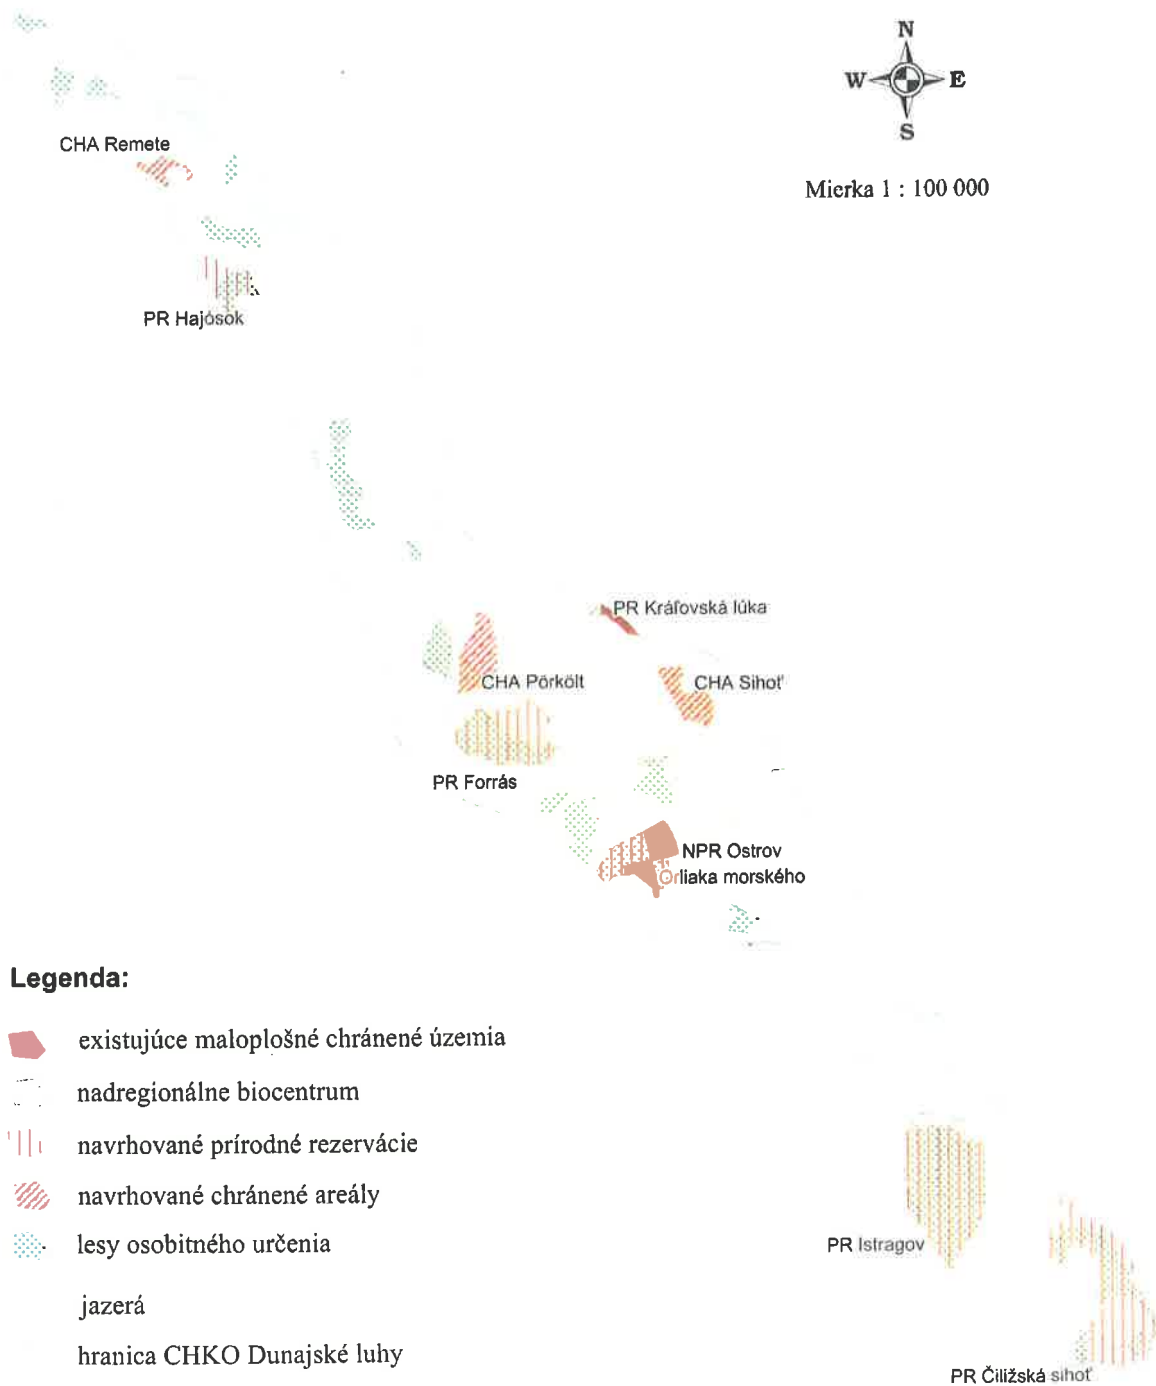 N
W E
S
Mierka 1 : 100 000
CHA Remete
PR Hajósok
PR Kráľovská lúka
CHA Pörkölt
CHA Sihoť
PR Forrás
NPR Ostrov
Orliaka morského
Legenda:
existujúce maloplošné chránené územia
nadregionálne biocentrum
navrhované prírodné rezervácie
navrhované chránené areály
lesy osobitného určenia
jazerá
hranica CHKO Dunajské luhy
PR Istragov
PR Čiližská sihoť